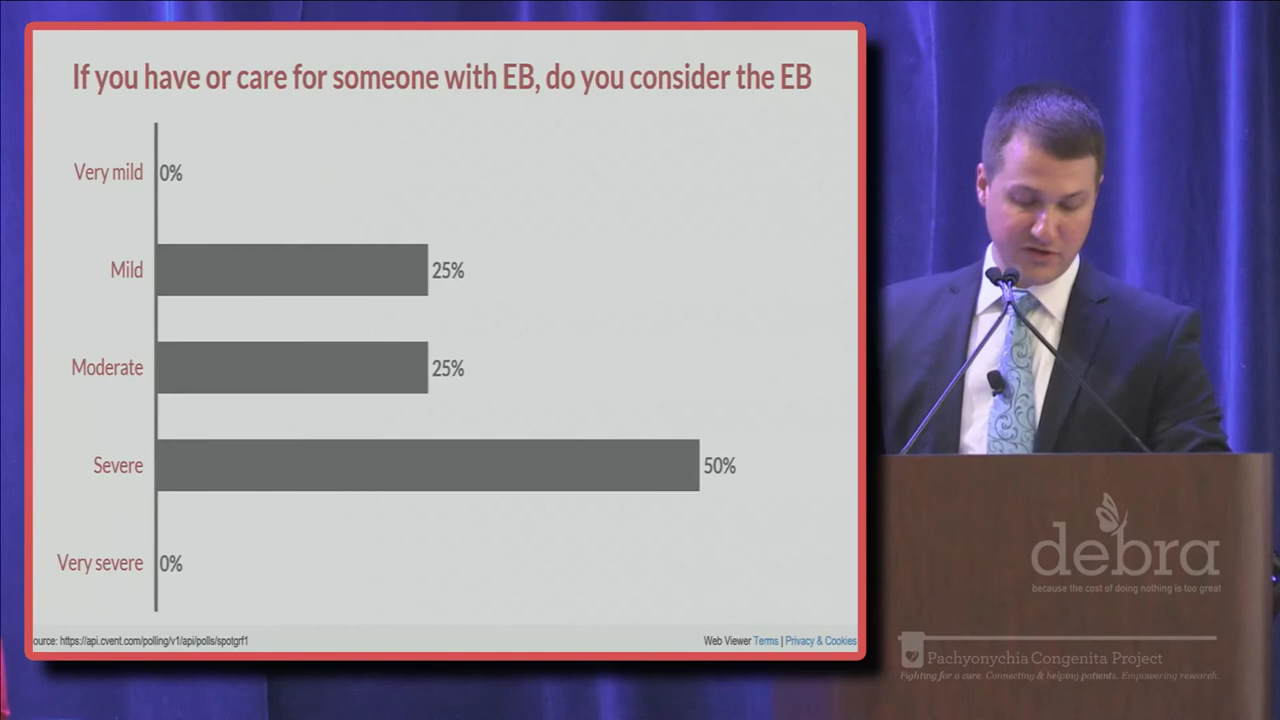 If you have or care for someone with EB, do you consider the EB
Very mild 0%
Mild 25%
Moderate 25%
Severe 50%
Very severe 0%
ource: https://api.cvent.com/polling/v1/api/polls/spotgrf1
Web Viewer Terms | Privacy & Cookies
debra
because the cost of doing nothing is too great
Pachyonychia Congenita Project
Fighting for a cure. Connecting & helping patients. Empowering research.